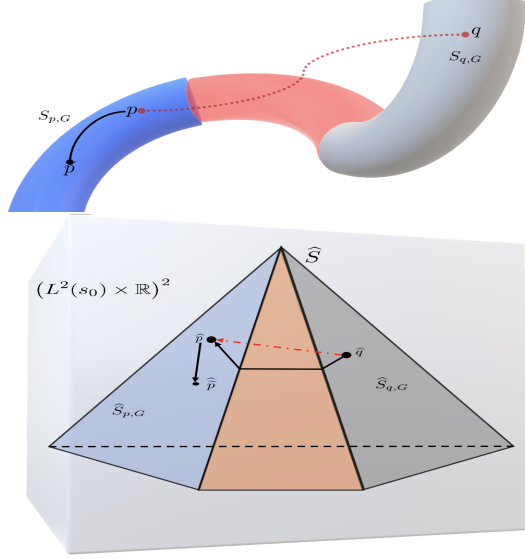 q
S_{q,G}
S_{p,G}
p
p̃
Ŝ
(L²(s₀) × ℝ)²
p̂
q̂
p̃̂
Ŝ_{q,G}
Ŝ_{p,G}